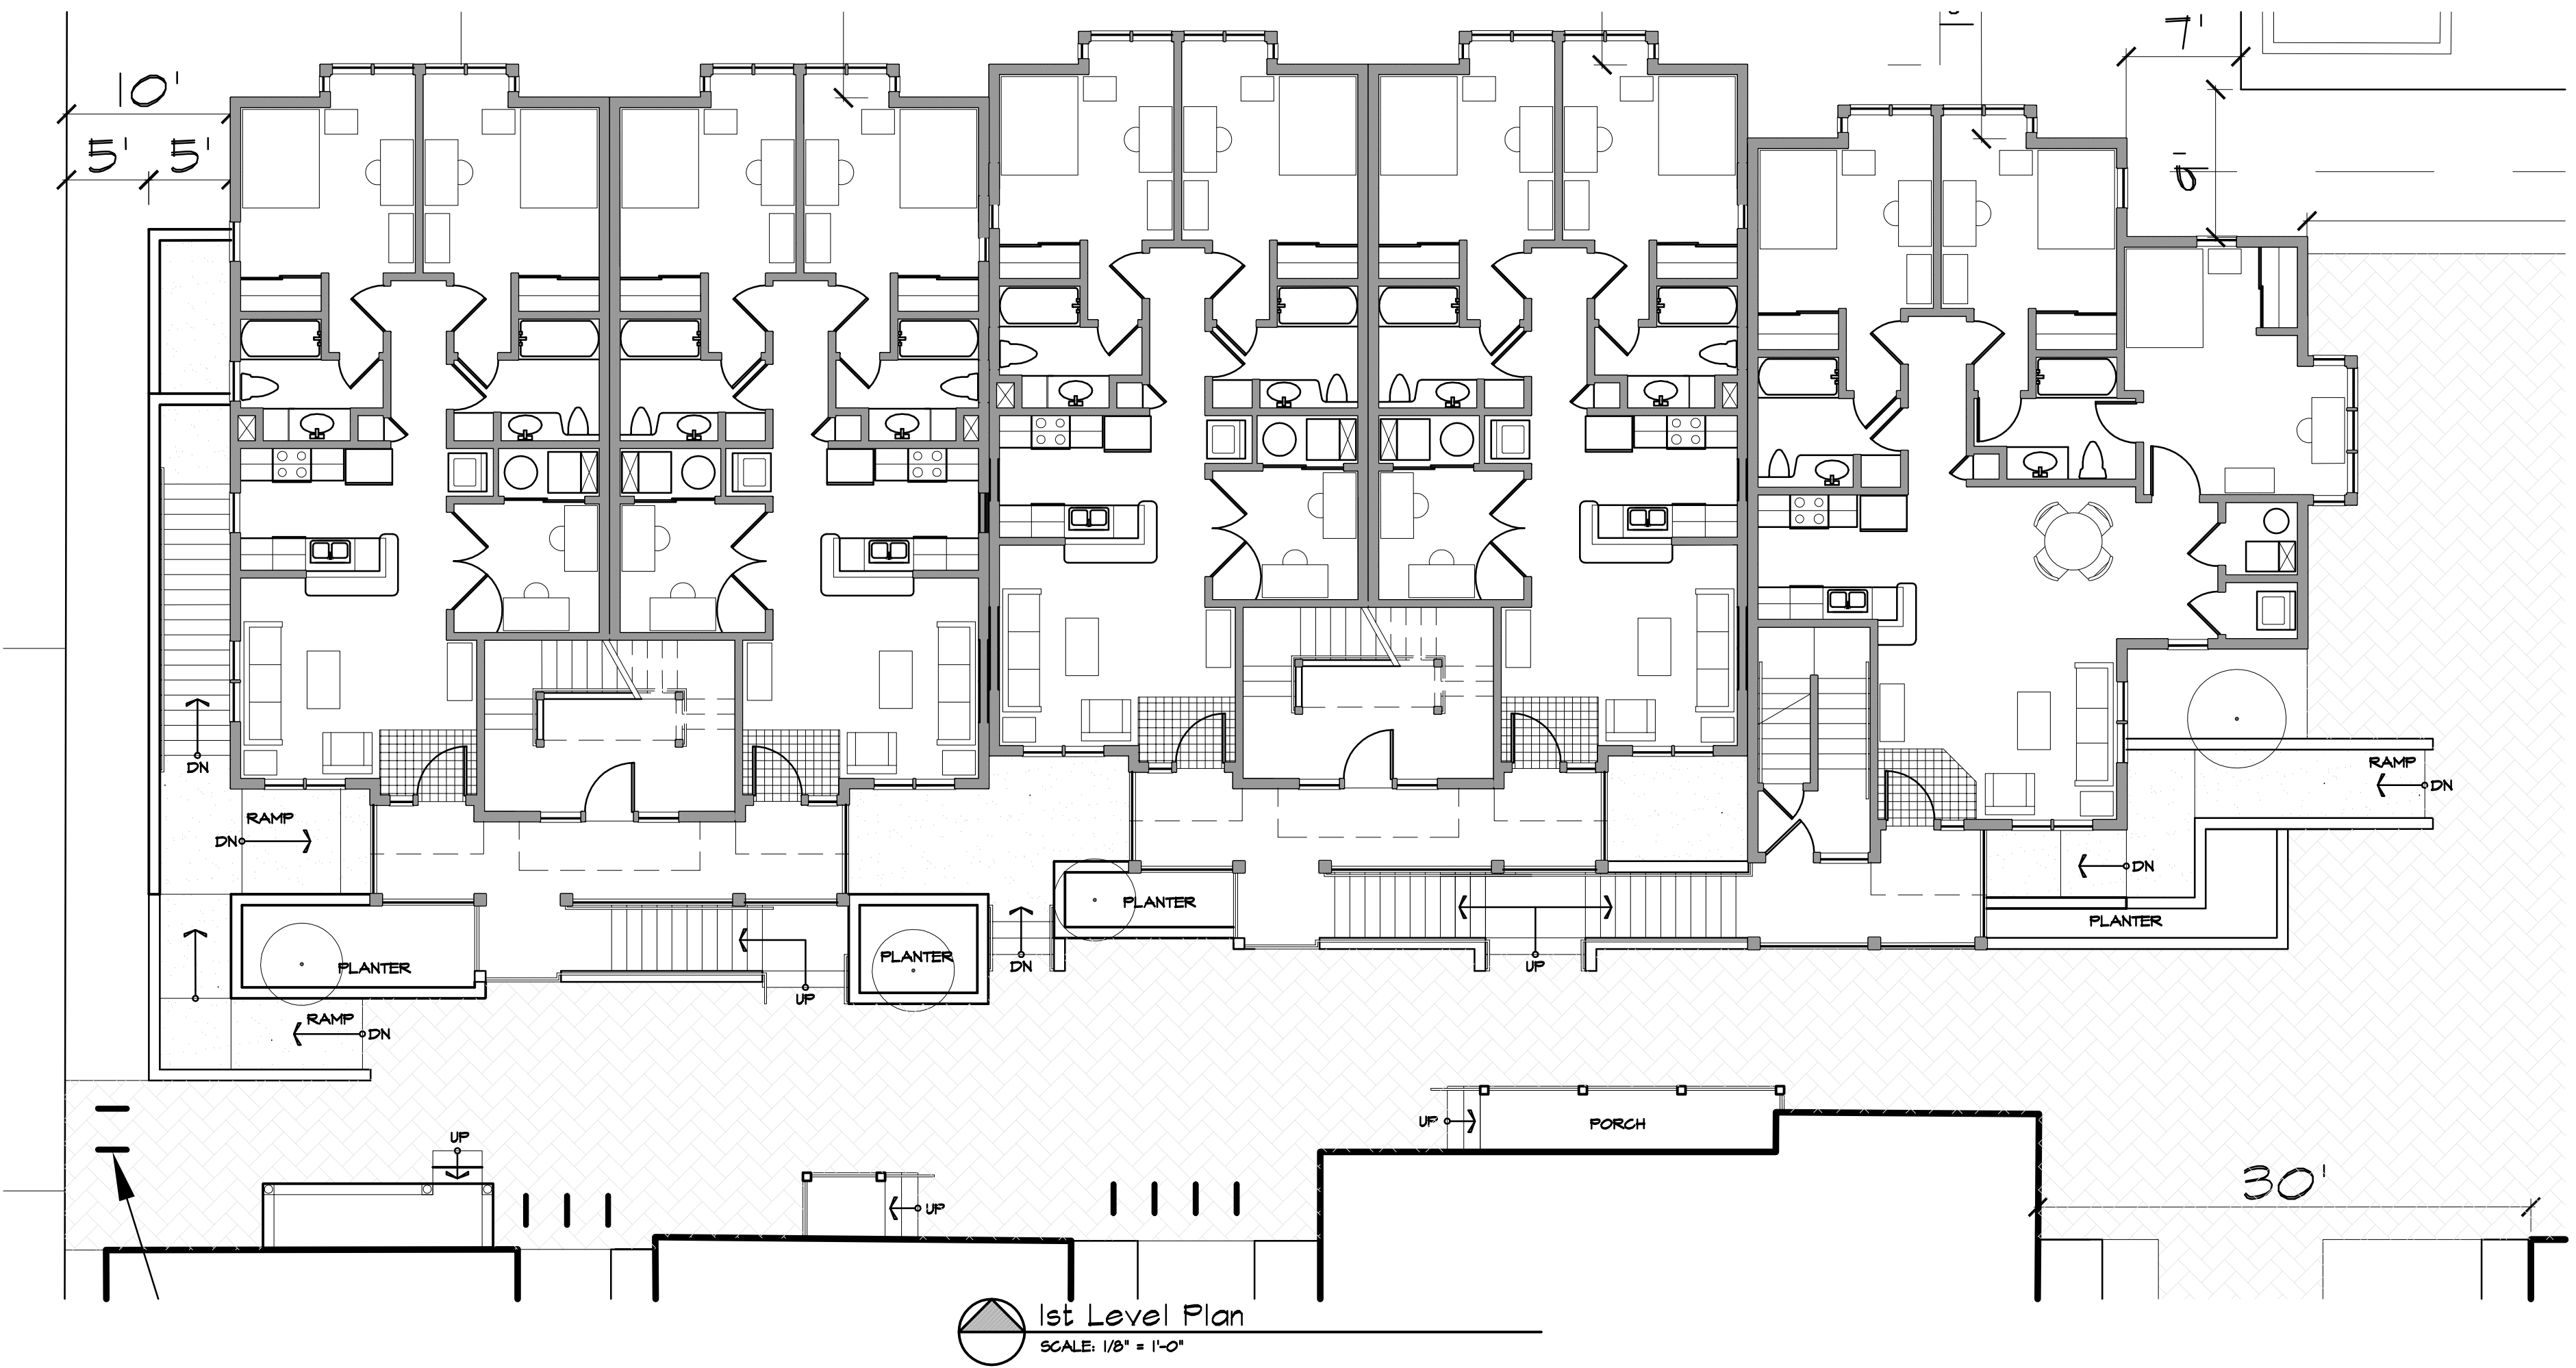 7'
10'
5' 5'
9'
DN
RAMP
DN
RAMP
DN
RAMP
DN
DN
PLANTER
PLANTER
PLANTER
PLANTER
DN
UP
UP
RAMP
DN
UP
PORCH
UP
UP
30'
1st Level Plan
SCALE: 1/8" = 1'-0"